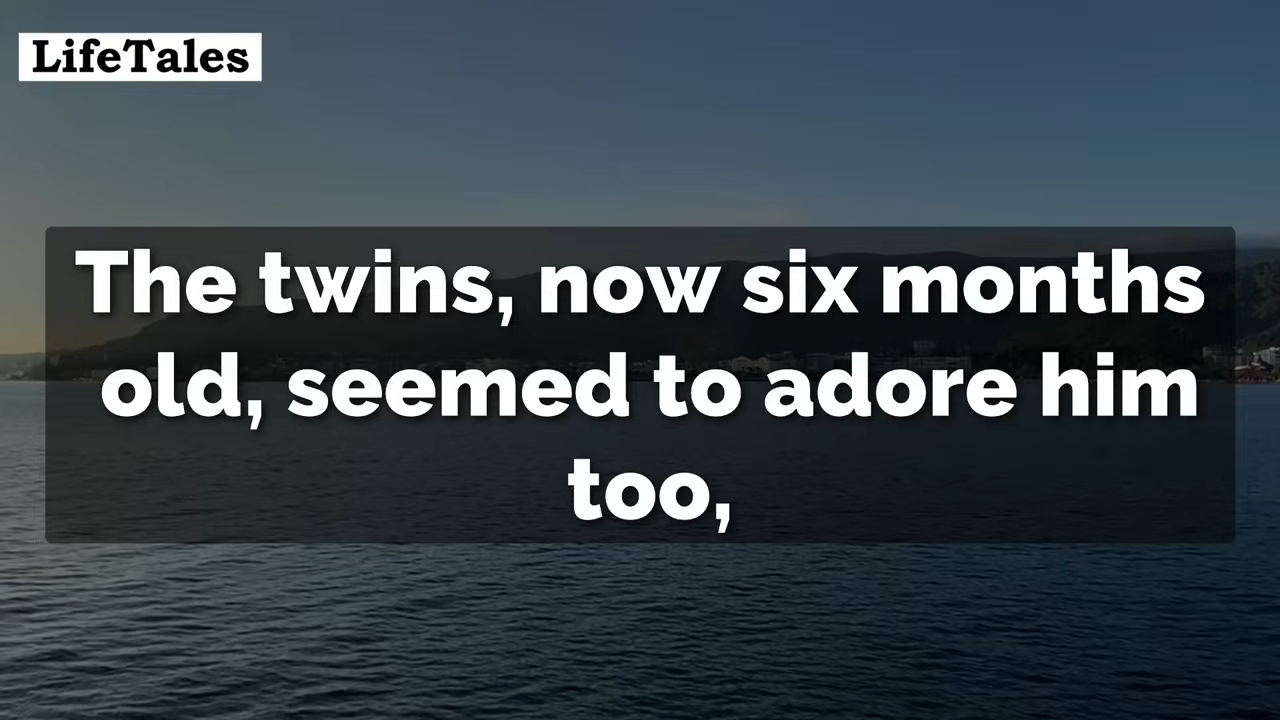 LifeTales
The twins, now six months
old, seemed to adore him
too,